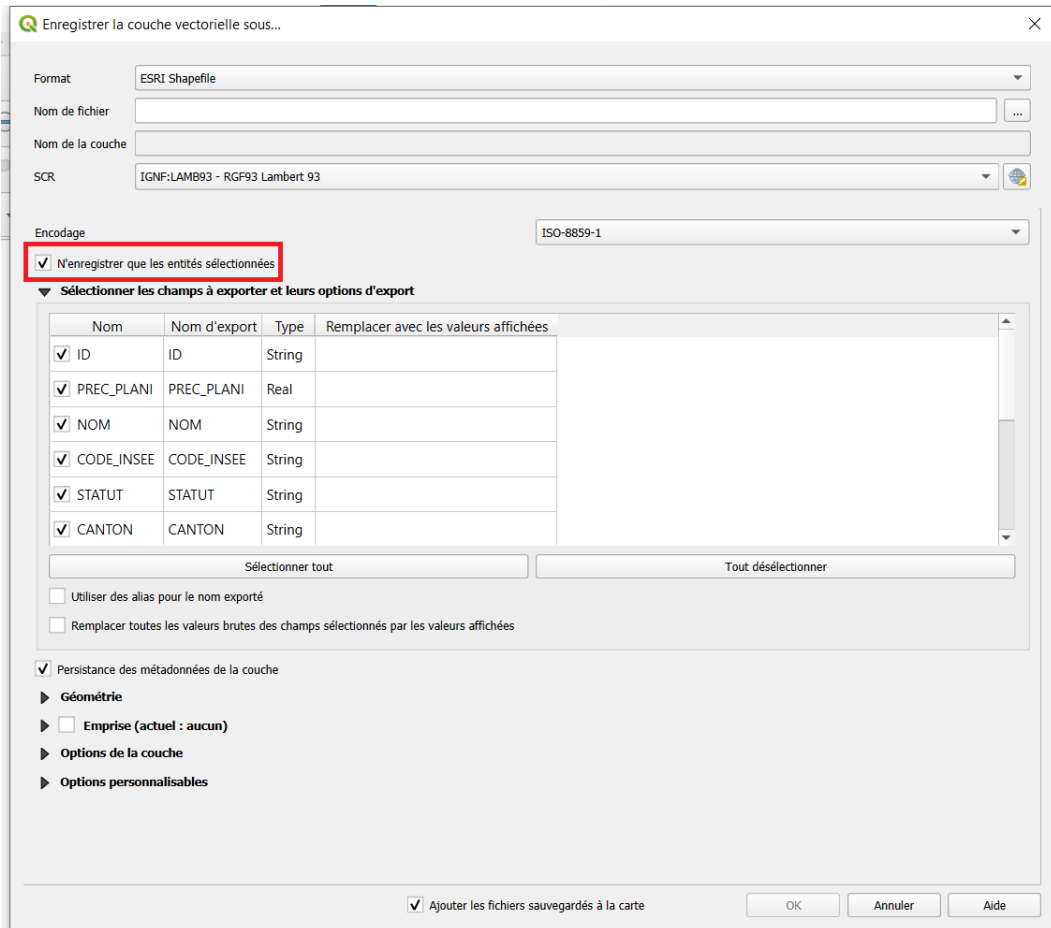 Enregistrer la couche vectorielle sous...
Format ESRI Shapefile
Nom de fichier ...
Nom de la couche
SCR IGNF:LAMB93 - RGF93 Lambert 93
Encodage ISO-8859-1
N'enregistrer que les entités sélectionnées
Sélectionner les champs à exporter et leurs options d'export
Nom Nom d'export Type Remplacer avec les valeurs affichées
ID ID String
PREC_PLANI PREC_PLANI Real
NOM NOM String
CODE_INSEE CODE_INSEE String
STATUT STATUT String
CANTON CANTON String
Sélectionner tout Tout désélectionner
Utiliser des alias pour le nom exporté
Remplacer toutes les valeurs brutes des champs sélectionnés par les valeurs affichées
Persistance des métadonnées de la couche
Géométrie
Emprise (actuel : aucun)
Options de la couche
Options personnalisables
Ajouter les fichiers sauvegardés à la carte OK Annuler Aide